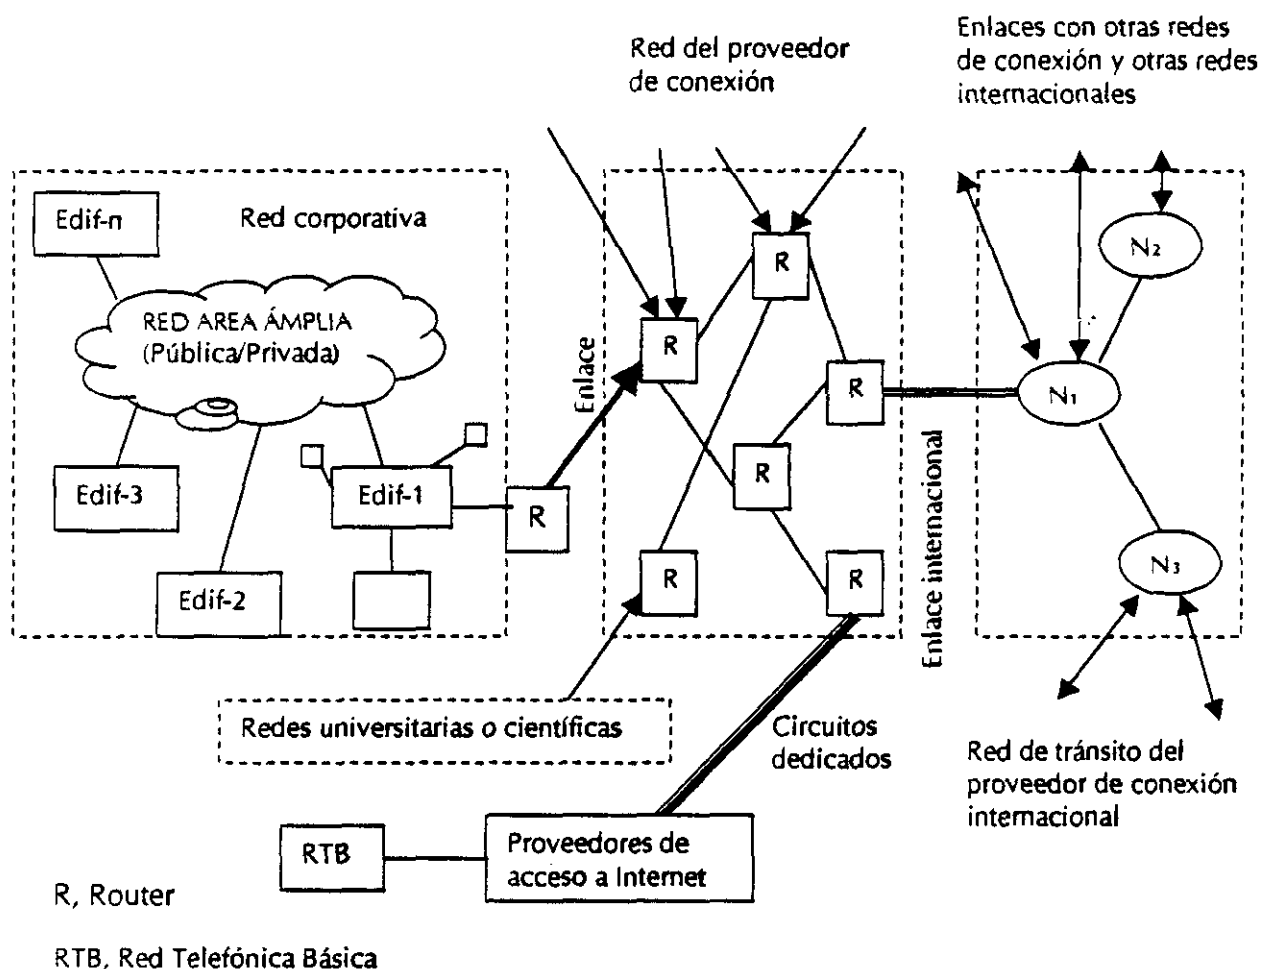 Red del proveedor
de conexión
Enlaces con otras redes
de conexión y otras redes
internacionales
Edif-n
Red corporativa
RED AREA ÁMPLIA
(Pública/Privada)
Edif-3
Edif-2
Edif-1
R
Enlace
R
R
R
R
R
R
Enlace internacional
N₁
N₂
N₃
Redes universitarias o científicas
Circuitos
dedicados
Red de tránsito del
proveedor de conexión
internacional
RTB
Proveedores de
acceso a Internet
R, Router
RTB, Red Telefónica Básica